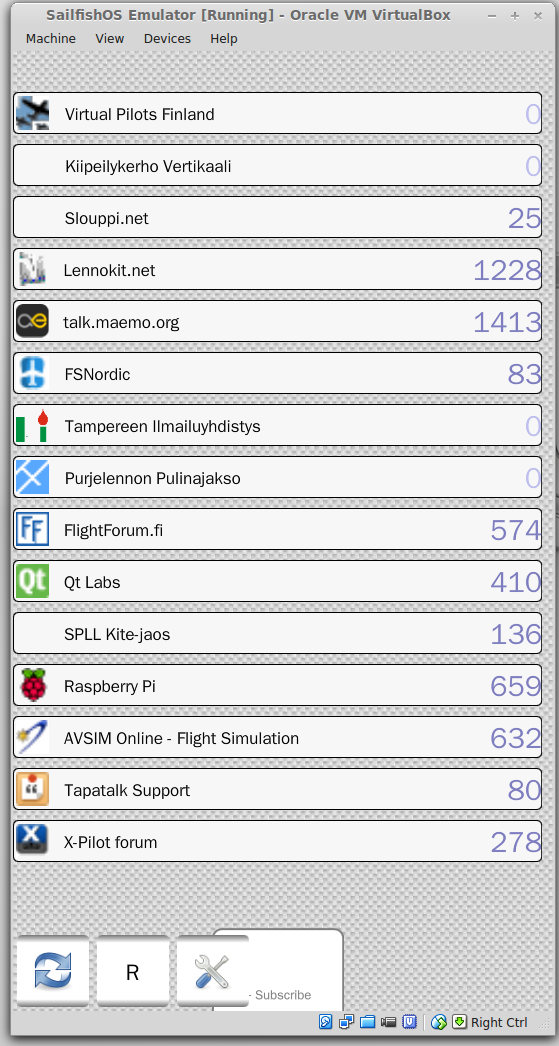 SailfishOS Emulator [Running] - Oracle VM VirtualBox
Machine View Devices Help
Virtual Pilots Finland 0
Kiipeilykerho Vertikaali 0
Slouppi.net 25
Lennokit.net 1228
talk.maemo.org 1413
FSNordic 83
Tampereen Ilmailuyhdistys 0
Purjelennon Pulinajakso 0
FF FlightForum.fi 574
Qt Qt Labs 410
SPLL Kite-jaos 136
Raspberry Pi 659
AVSIM Online - Flight Simulation 632
Tapatalk Support 80
X X-Pilot forum 278
R
- Subscribe
Right Ctrl